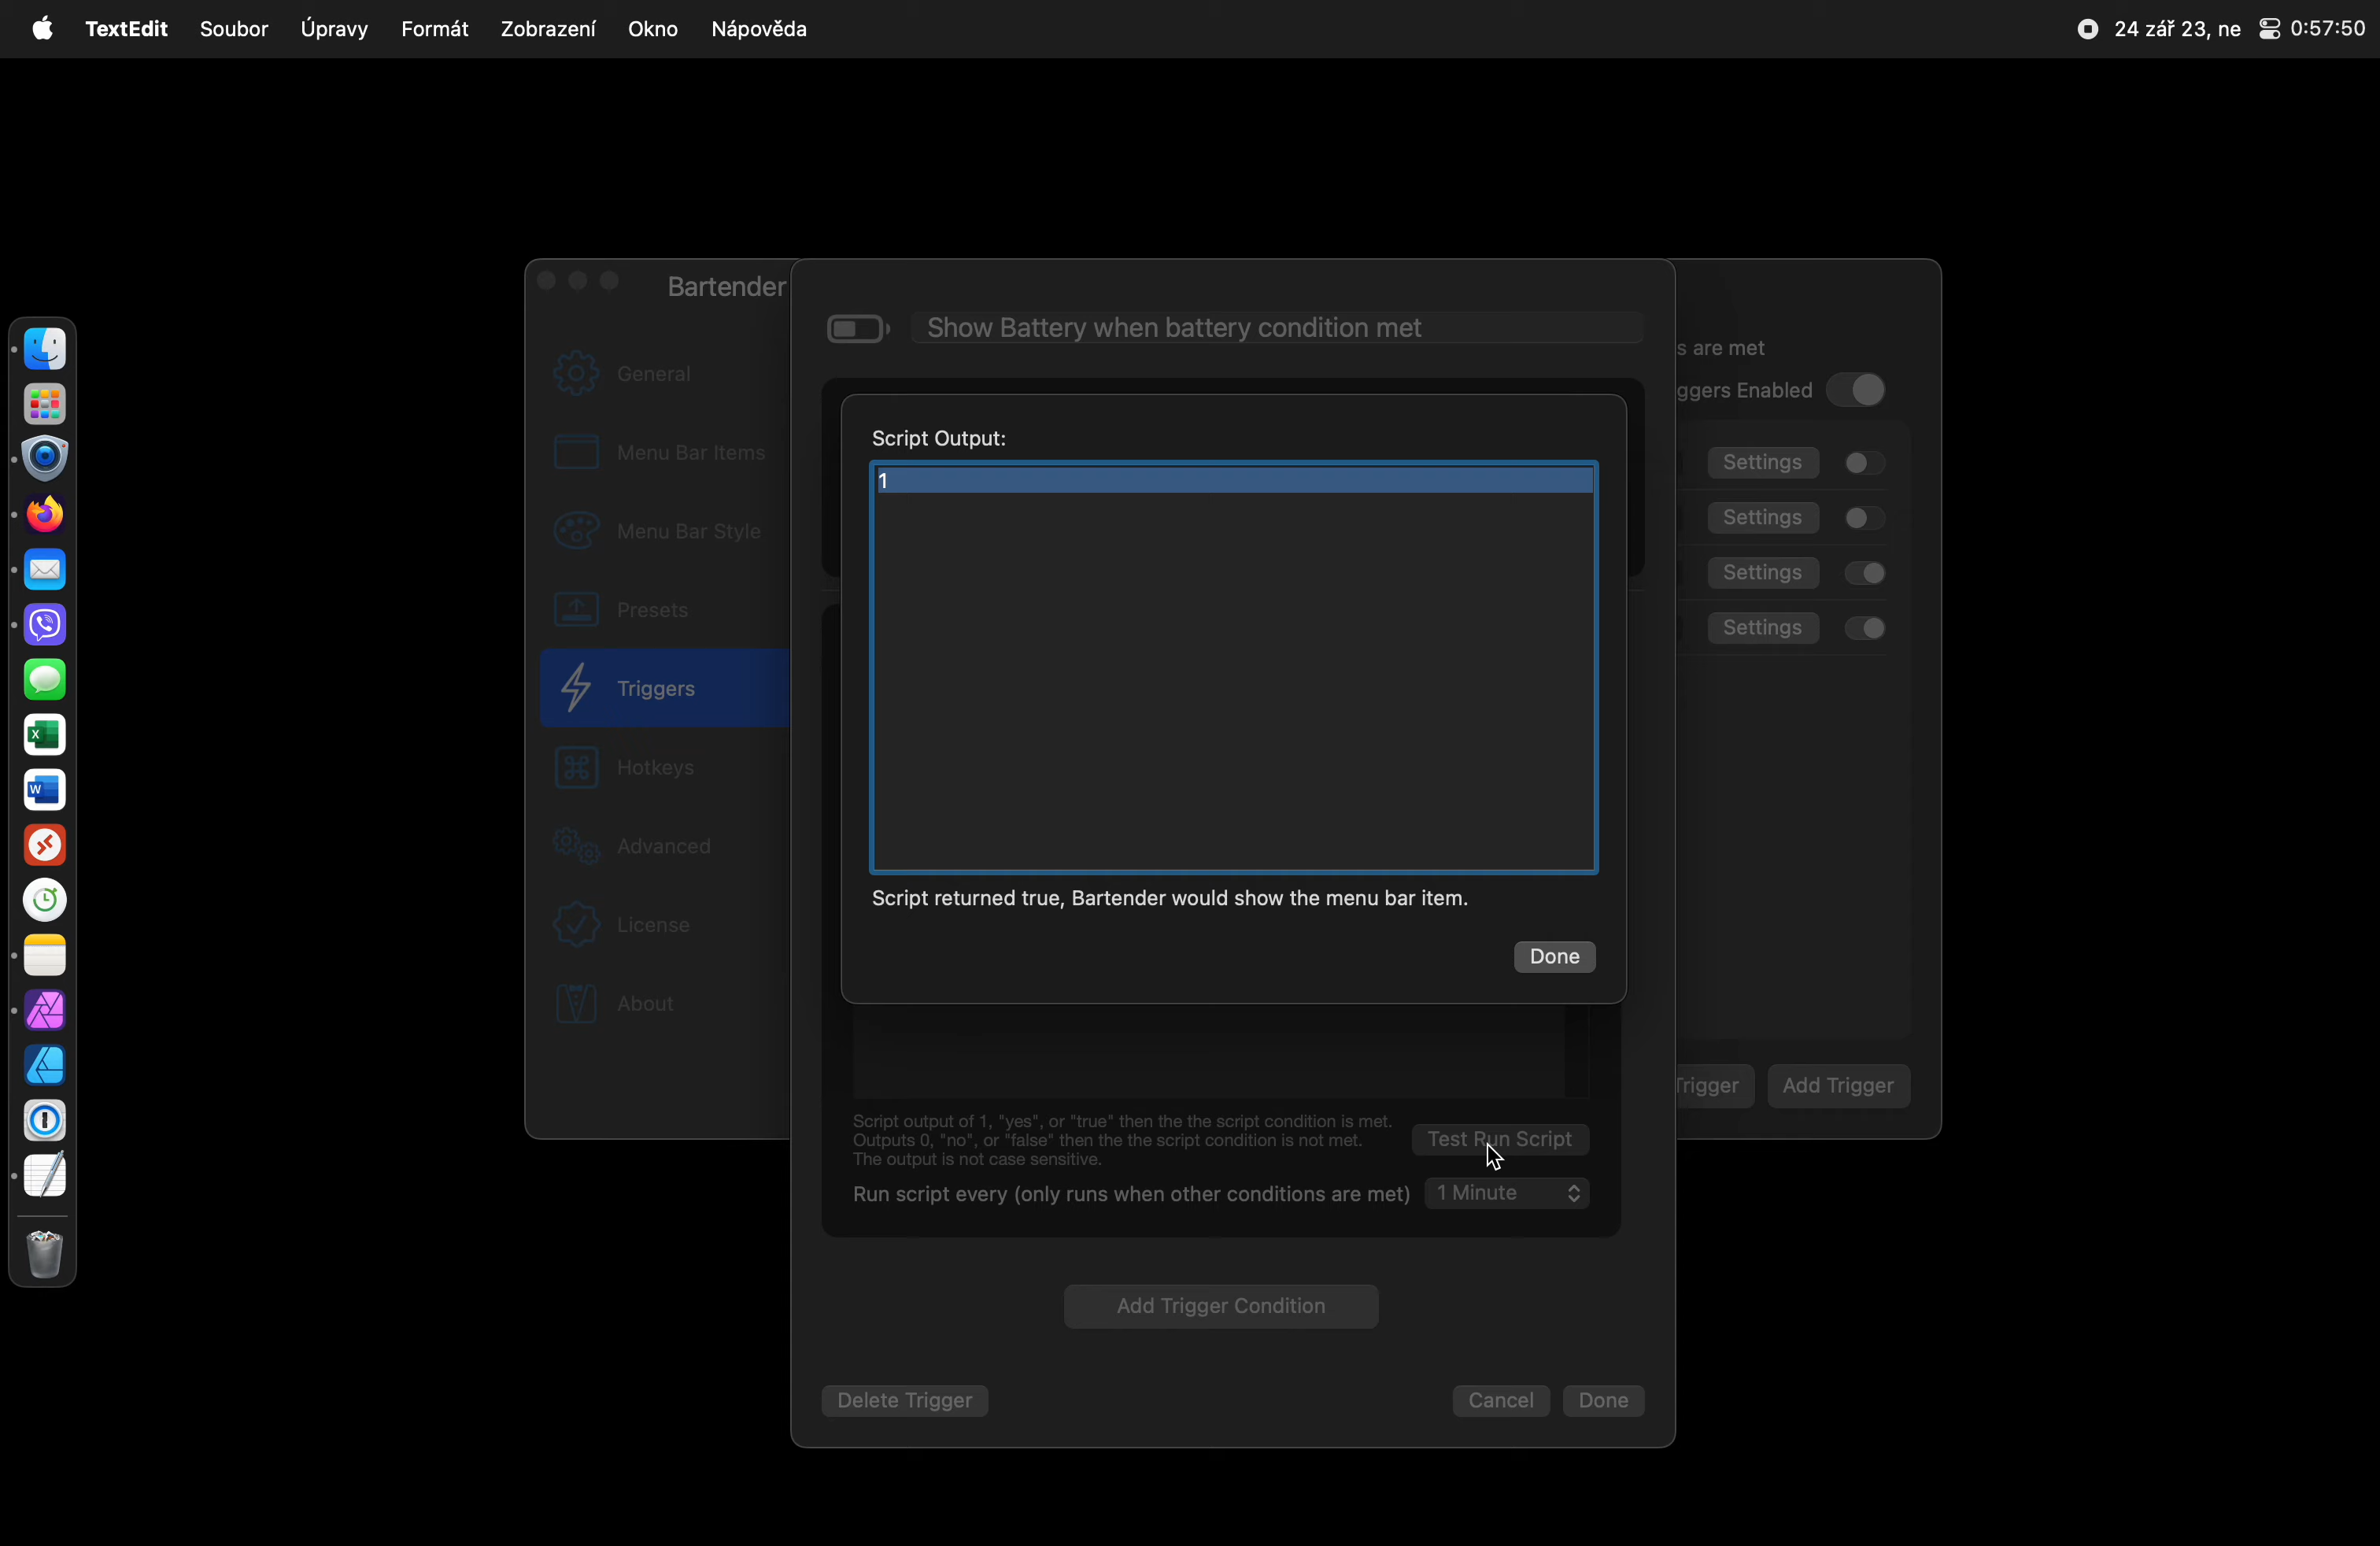 TextEdit Soubor Úpravy Formát Zobrazení Okno Nápověda 24 zář 23, ne 0:57:50
Bartender
General
Menu Bar Items
Menu Bar Style
Presets
Triggers
Hotkeys
Advanced
License
About
Show Battery when battery condition met
Script Output:
1
Script returned true, Bartender would show the menu bar item.
Done
Script output of 1, "yes", or "true" then the the script condition is met.
Outputs 0, "no", or "false" then the the script condition is not met.
The output is not case sensitive.
Test Run Script
Run script every (only runs when other conditions are met) 1 Minute
Add Trigger Condition
Delete Trigger Cancel Done
s are met
ggers Enabled
Settings
Settings
Settings
Settings
Trigger Add Trigger